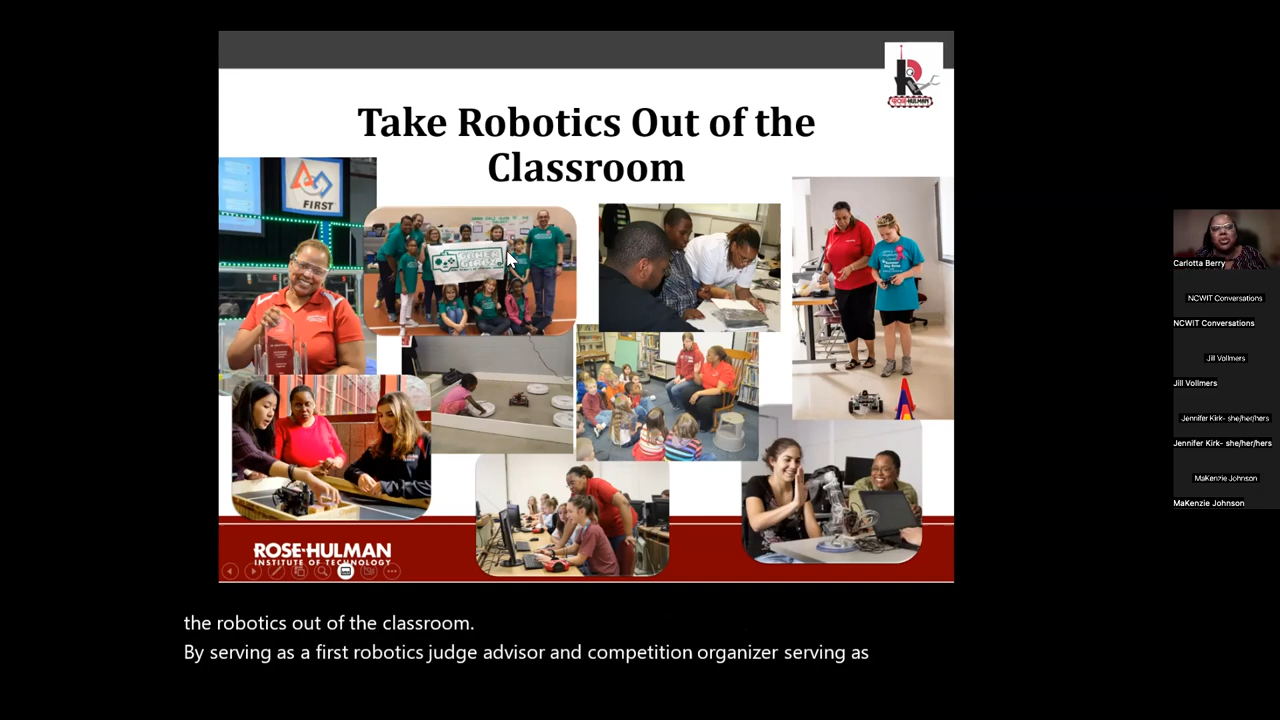 Take Robotics Out of the
Classroom
ROSE-HULMAN
FIRST
ROSE-HULMAN
INSTITUTE OF TECHNOLOGY
the robotics out of the classroom.
By serving as a first robotics judge advisor and competition organizer serving as
Carlotta Berry
NCWIT Conversations
NCWIT Conversations
Jill Vollmers
Jill Vollmers
Jennifer Kirk- she/her/hers
Jennifer Kirk- she/her/hers
MaKenzie Johnson
MaKenzie Johnson